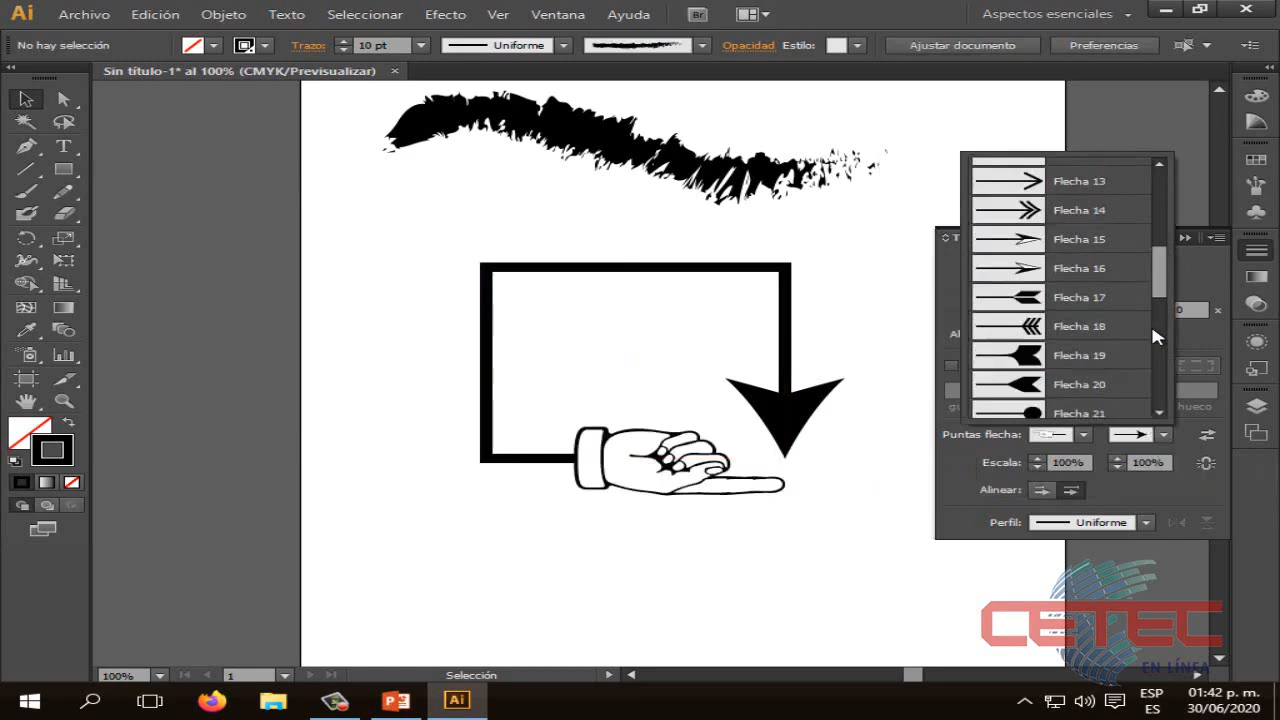 Ai Archivo Edición Objeto Texto Seleccionar Efecto Ver Ventana Ayuda Br Aspectos esenciales
No hay selección Trazo: 10 pt Uniforme Opacidad Estilo: Ajustar documento Preferencias
Sin título-1* al 100% (CMYK/Previsualizar) ×
Flecha 13
Flecha 14
Flecha 15
Flecha 16
Flecha 17
Flecha 18
Flecha 19
Flecha 20
Flecha 21
hueco
Puntas flecha:
Escala: 100% 100%
Alinear:
Perfil: Uniforme
CETEC
EN LÍNEA
100% 1 Selección
Ai ESP 01:42 p. m.
ES 30/06/2020